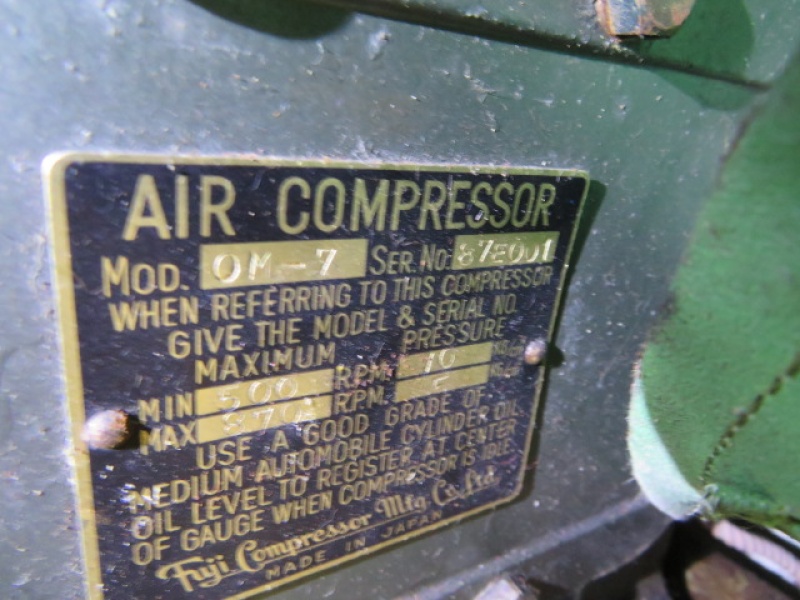 AIR COMPRESSOR
MOD. OM-7 SER. NO. 87E001
WHEN REFERRING TO THIS COMPRESSOR
GIVE THE MODEL & SERIAL NO.
MAXIMUM PRESSURE
MIN 500 RPM 10
MAX RPM.
USE A GOOD GRADE OF
MEDIUM AUTOMOBILE CYLINDER OIL
OIL LEVEL TO REGISTER AT CENTER
OF GAUGE WHEN COMPRESSOR IS IDLE
Fuji Compressor Mfg Co., Ltd.
MADE IN JAPAN